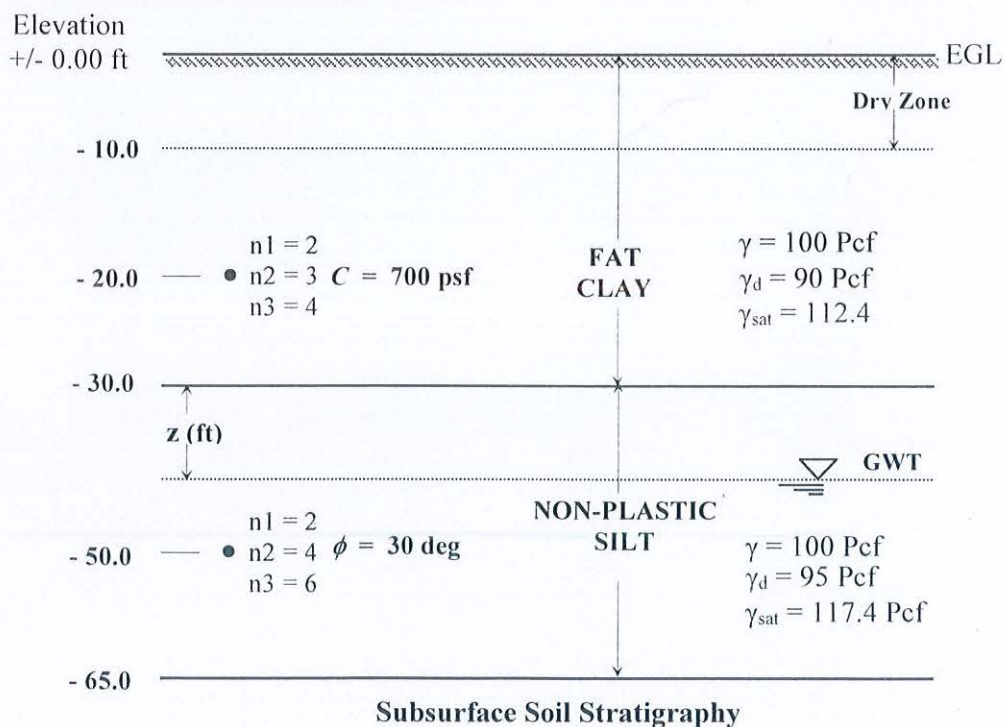 Elevation
+/- 0.00 ft
EGL
Drv Zone
- 10.0
n1 = 2
- 20.0
n2 = 3 C = 700 psf
n3 = 4
FAT
CLAY
γ = 100 Pcf
γd = 90 Pcf
γsat = 112.4
- 30.0
z (ft)
GWT
NON-PLASTIC
SILT
n1 = 2
- 50.0
n2 = 4 ϕ = 30 deg
n3 = 6
γ = 100 Pcf
γd = 95 Pcf
γsat = 117.4 Pcf
- 65.0
Subsurface Soil Stratigraphy